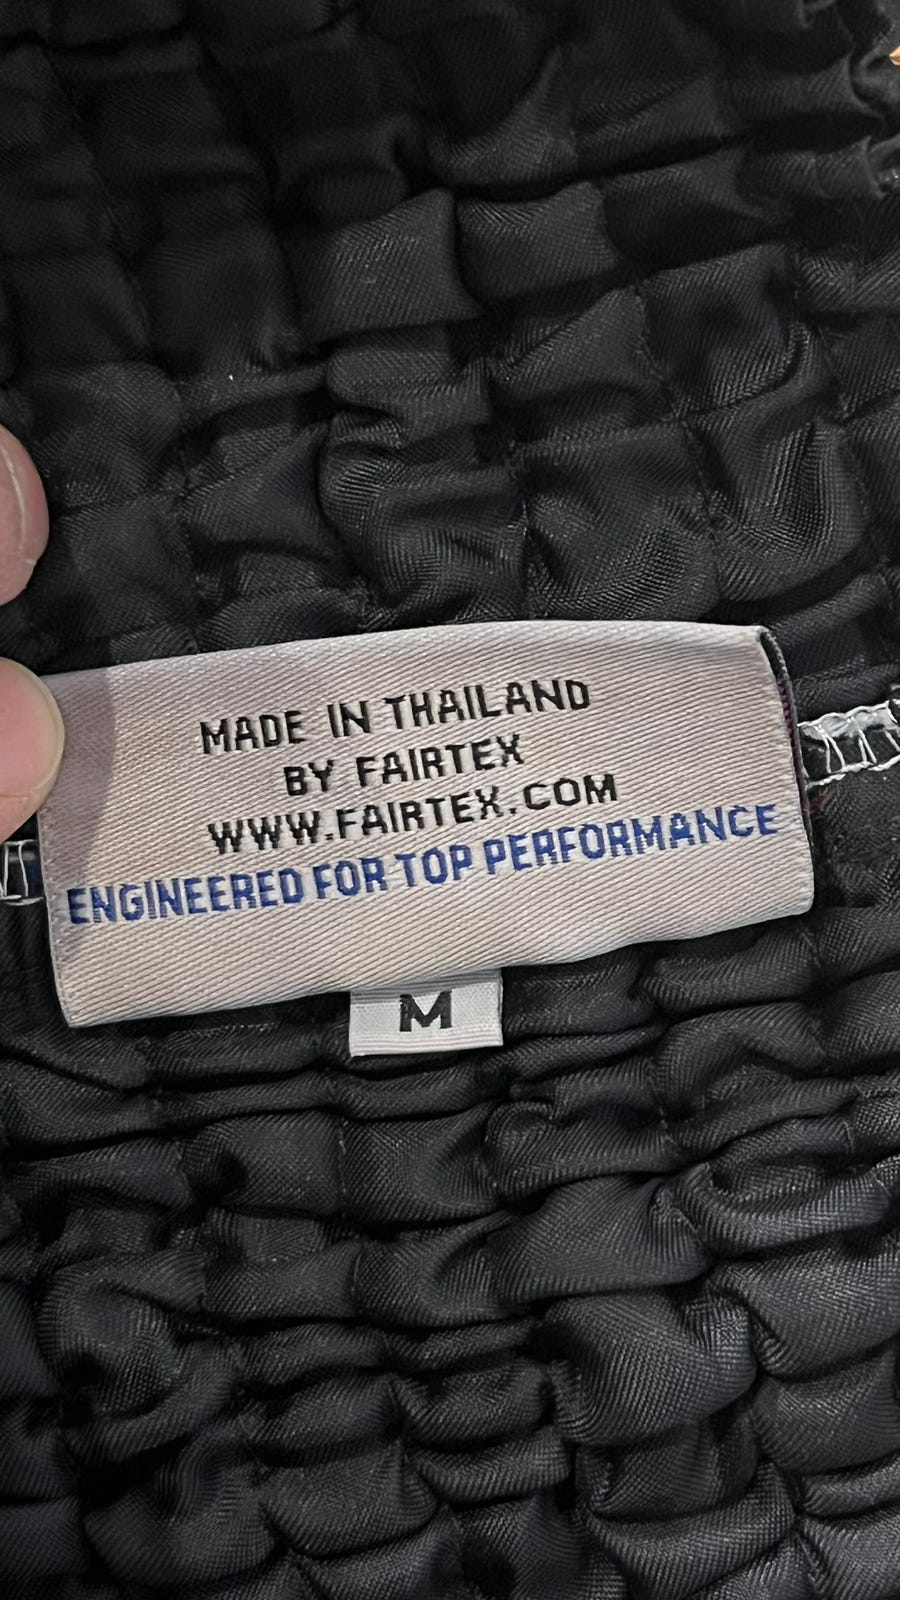 MADE IN THAILAND
BY FAIRTEX
WWW.FAIRTEX.COM
ENGINEERED FOR TOP PERFORMANCE
M